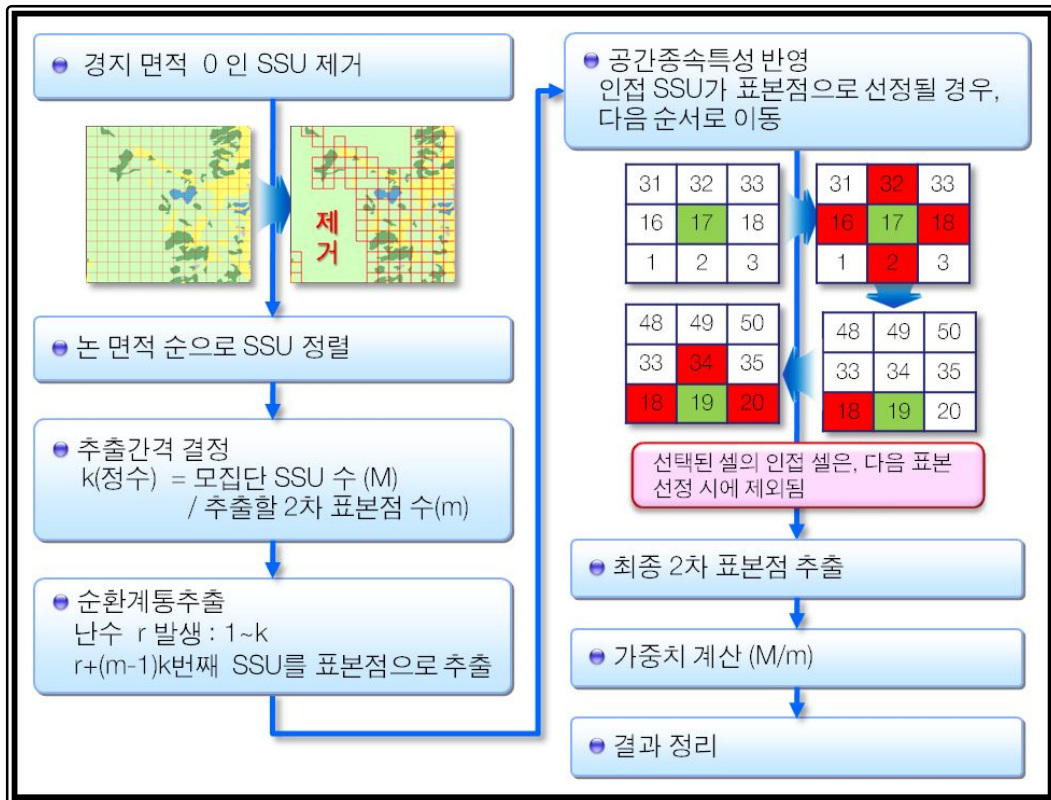 경지 면적 0 인 SSU 제거
제
거
논 면적 순으로 SSU 정렬
추출간격 결정
k(정수) = 모집단 SSU 수 (M)
/ 추출할 2차 표본점 수(m)
순환계통추출
난수 r 발생 : 1~k
r+(m-1)k번째 SSU를 표본점으로 추출
공간종속특성 반영
인접 SSU가 표본점으로 선정될 경우,
다음 순서로 이동
31 32 33
16 17 18
1 2 3
31 32 33
16 17 18
1 2 3
48 49 50
33 34 35
18 19 20
48 49 50
33 34 35
18 19 20
선택된 셀의 인접 셀은, 다음 표본
선정 시에 제외됨
최종 2차 표본점 추출
가중치 계산 (M/m)
결과 정리